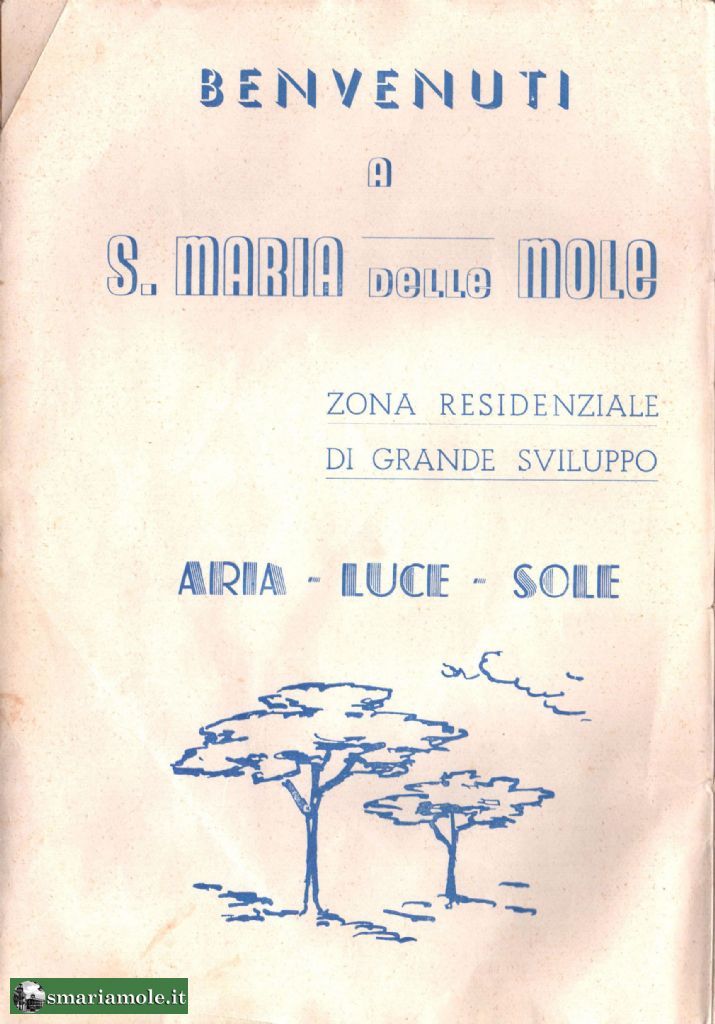 BENVENUTI
A
S. MARIA DELLE MOLE
ZONA RESIDENZIALE
DI GRANDE SVILUPPO
ARIA - LUCE - SOLE
smariamole.it